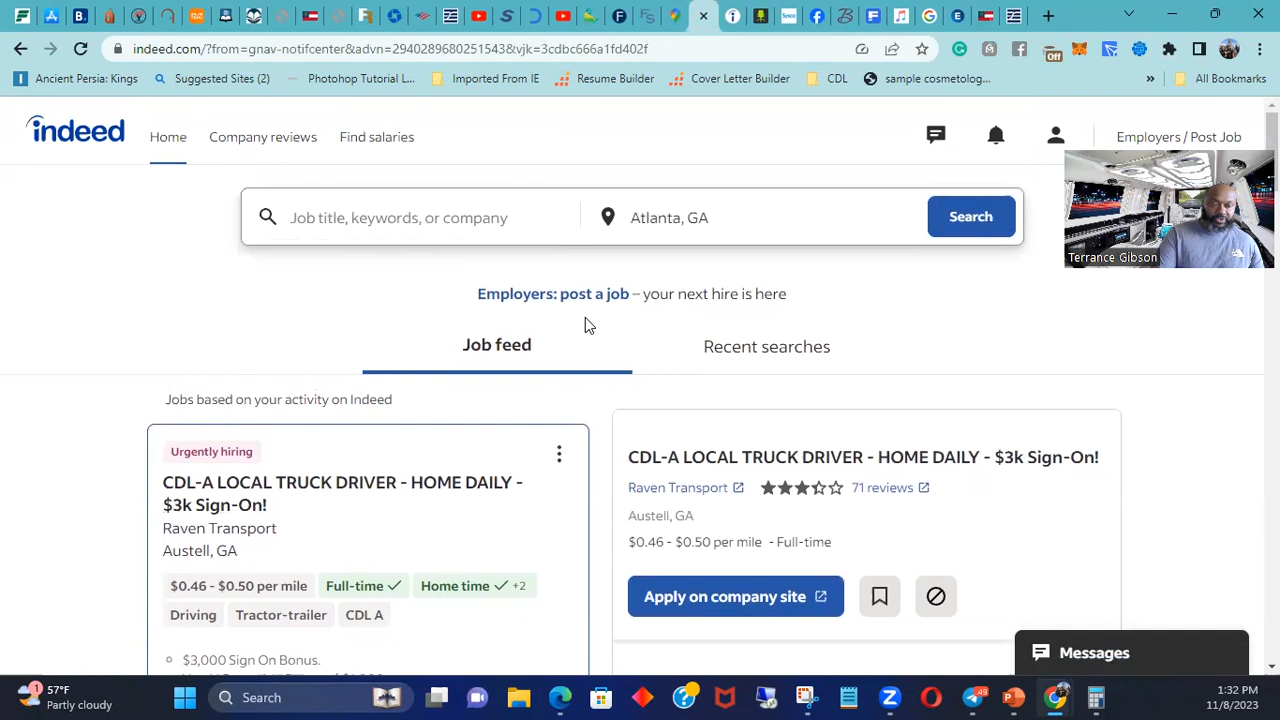 indeed.com/?from=gnav-notifcenter&advn=2940289680251543&vjk=3cdbc666a1fd402f
Off
Ancient Persia: Kings
Suggested Sites (2)
Photohop Tutorial L...
Imported From IE
Resume Builder
Cover Letter Builder
CDL
sample cosmetolog...
»
All Bookmarks
indeed
Home
Company reviews
Find salaries
Employers / Post Job
Job title, keywords, or company
Atlanta, GA
Search
Terrance Gibson
Employers: post a job – your next hire is here
Job feed
Recent searches
Jobs based on your activity on Indeed
Urgently hiring
CDL-A LOCAL TRUCK DRIVER - HOME DAILY -
$3k Sign-On!
Raven Transport
Austell, GA
$0.46 - $0.50 per mile
Full-time
Home time
+2
Driving
Tractor-trailer
CDL A
$3,000 Sign On Bonus.
CDL-A LOCAL TRUCK DRIVER - HOME DAILY - $3k Sign-On!
Raven Transport
71 reviews
Austell, GA
$0.46 - $0.50 per mile - Full-time
Apply on company site
Messages
1
57°F
Partly cloudy
Search
49
1:32 PM
11/8/2023